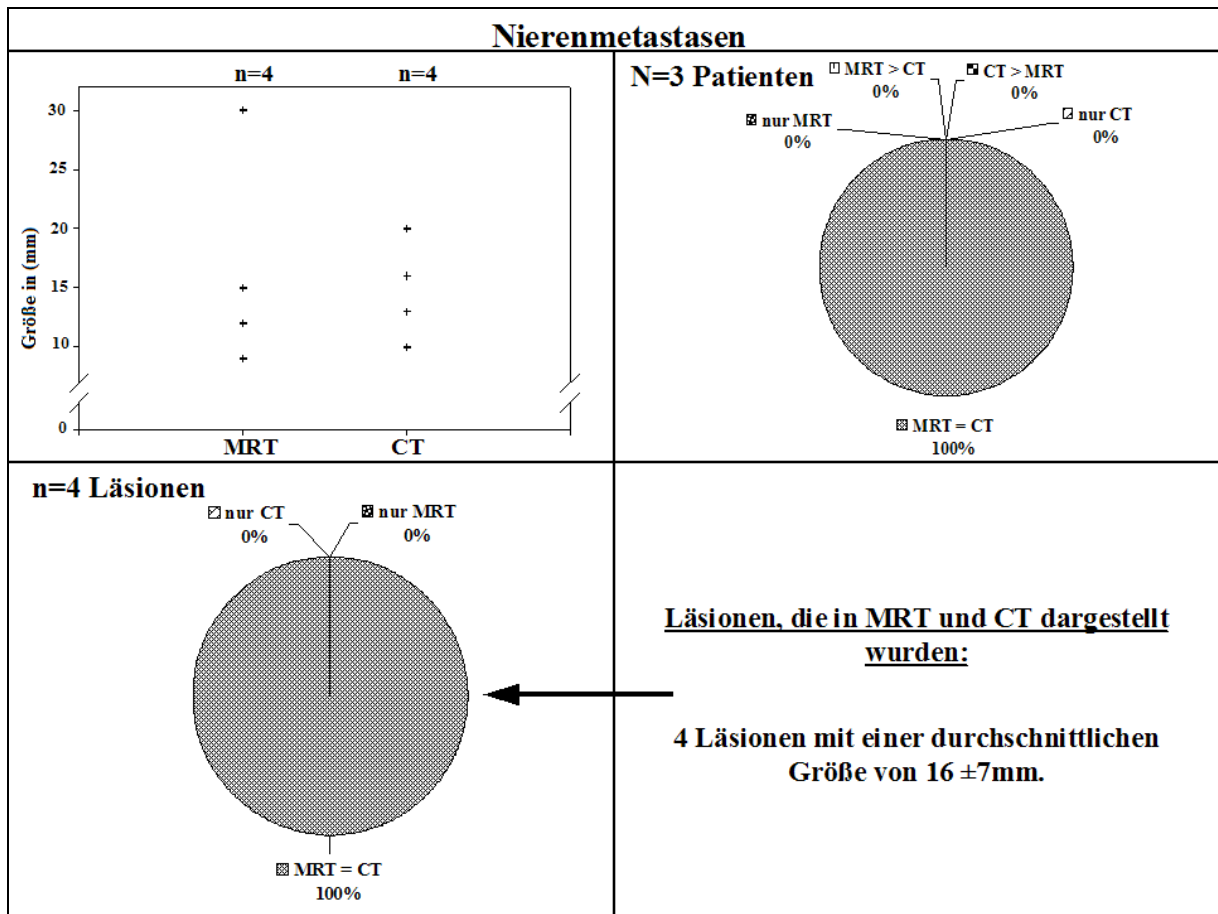 Nierenmetastasen
n=4 n=4
30
25
20
15
10
0
Größe in (mm)
MRT CT
N=3 Patienten
MRT > CT
0%
CT > MRT
0%
nur MRT
0%
nur CT
0%
MRT = CT
100%
n=4 Läsionen
nur CT
0%
nur MRT
0%
MRT = CT
100%
Läsionen, die in MRT und CT dargestellt
wurden:
4 Läsionen mit einer durchschnittlichen
Größe von 16 ±7mm.